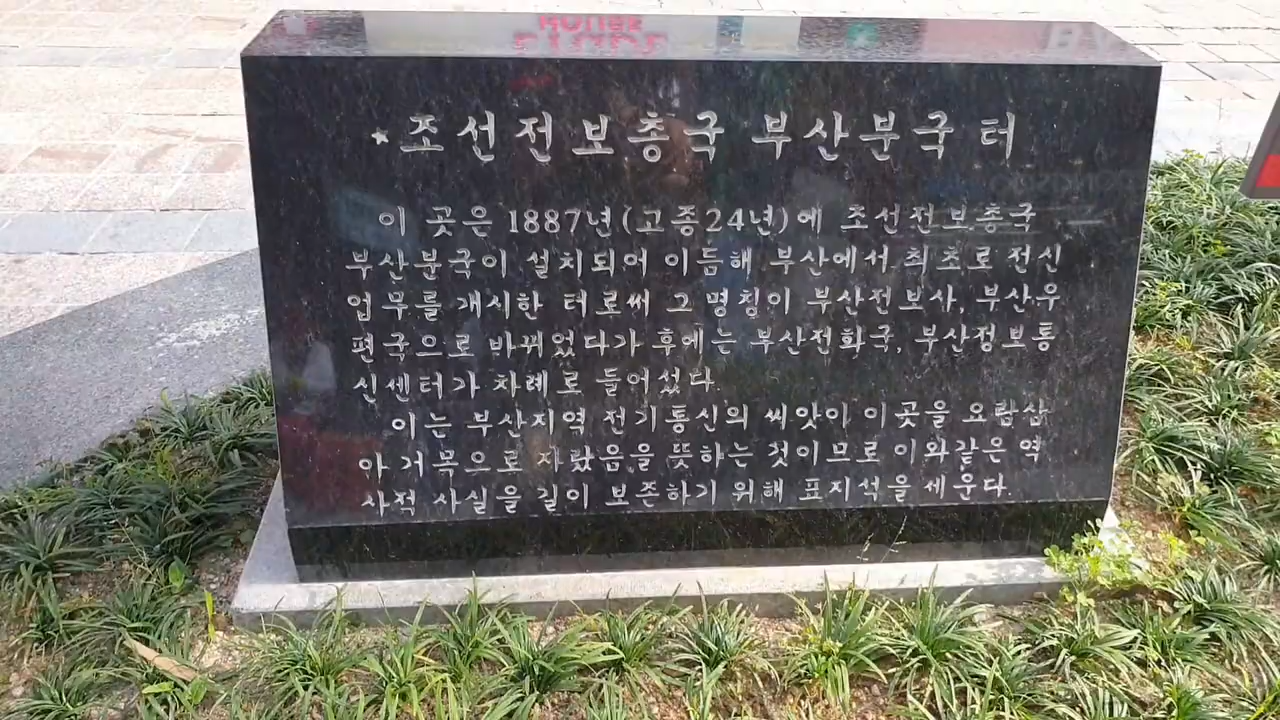 ★조선전보총국 부산분국 터
이 곳은 1887년(고종24년)에 조선전보총국
부산분국이 설치되어 이듬해 부산에서 최초로 전신
업무를 개시한 터로써 그 명칭이 부산전보사, 부산우
편국으로 바뀌었다가 후에는 부산전화국, 부산정보통
신센터가 차례로 들어섰다.
이는 부산지역 전기통신의 씨앗이 이곳을 요람삼
아 거목으로 자랐음을 뜻하는 것이므로 이와같은 역
사적 사실을 길이 보존하기 위해 표지석을 세운다.